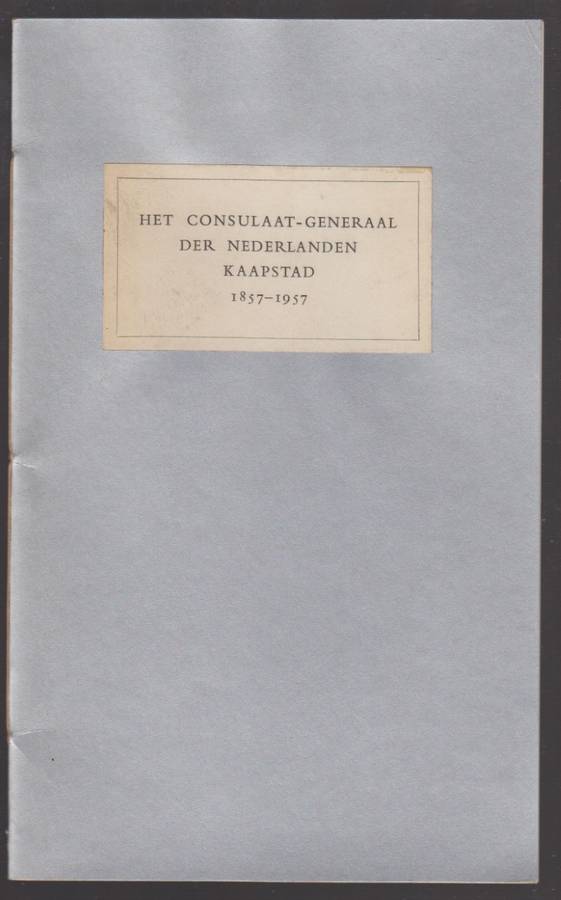 HET CONSULAAT-GENERAAL
DER NEDERLANDEN
KAAPSTAD
1857–1957